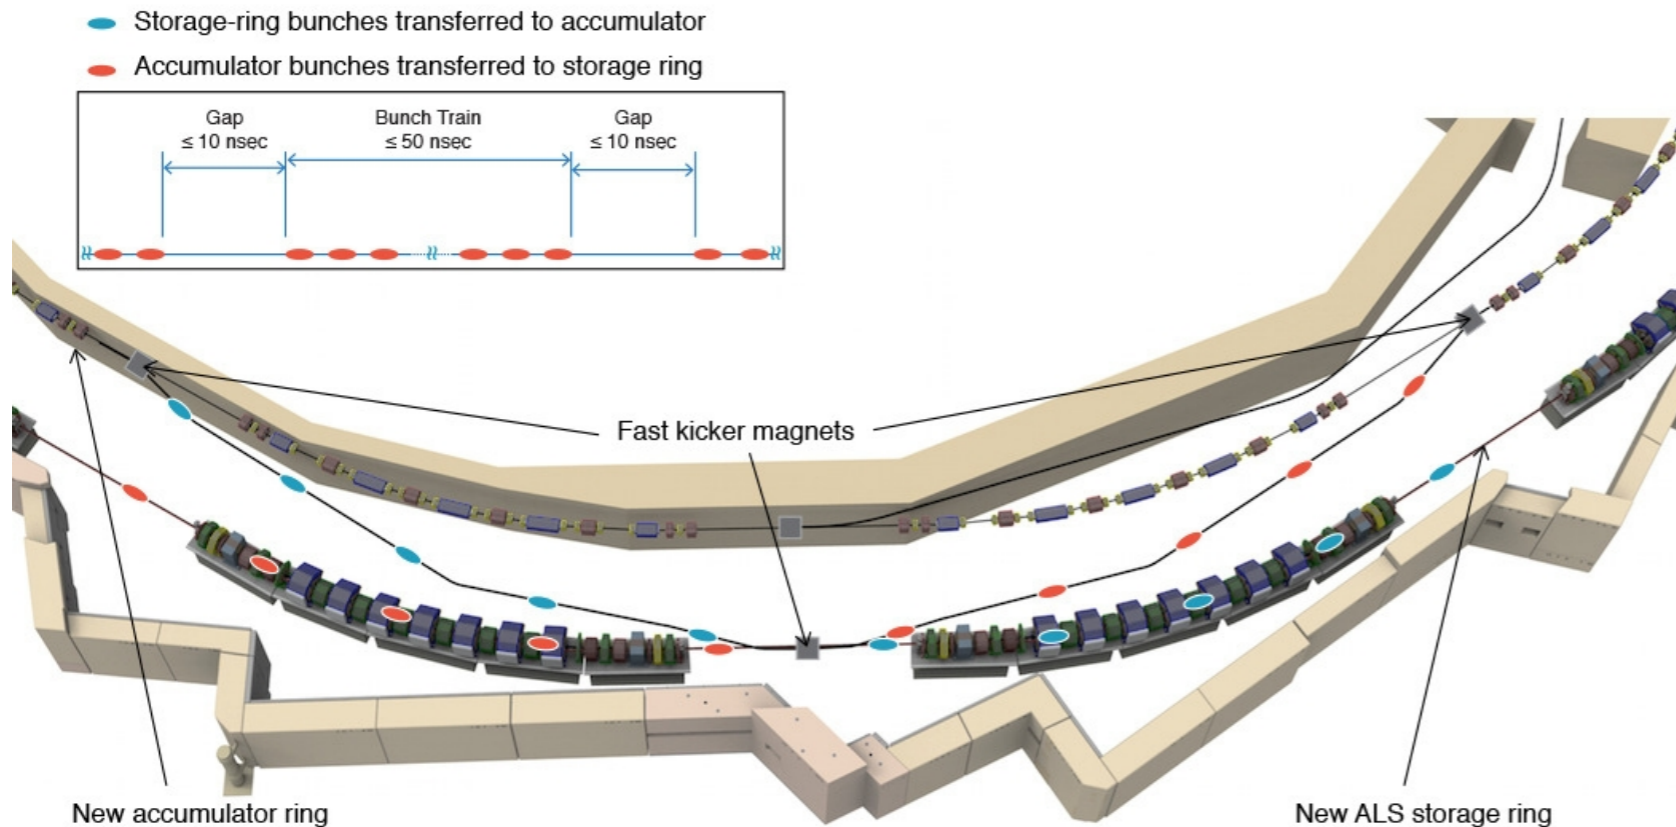 Storage-ring bunches transferred to accumulator
Accumulator bunches transferred to storage ring
Gap
≤ 10 nsec
Bunch Train
≤ 50 nsec
Gap
≤ 10 nsec
Fast kicker magnets
New accumulator ring
New ALS storage ring